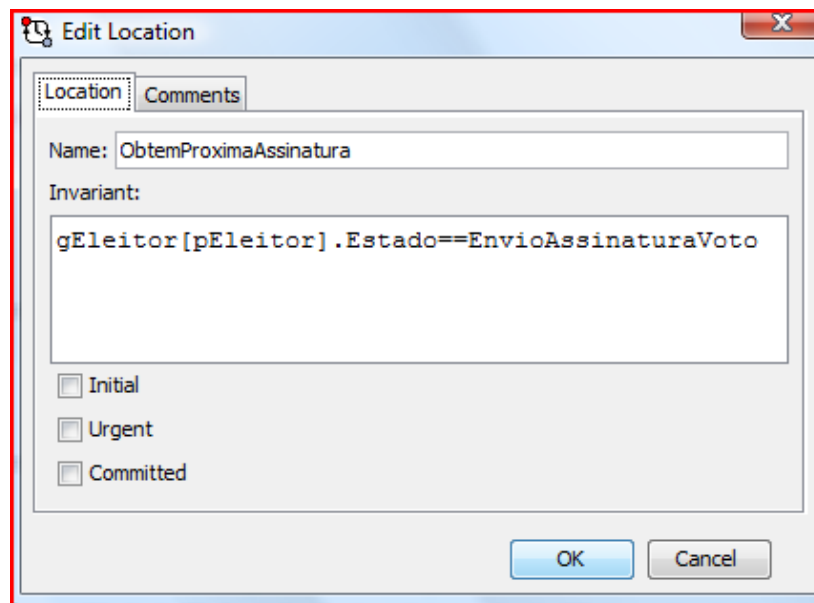 Edit Location
Location Comments
Name: ObtemProximaAssinatura
Invariant:
gEleitor[pEleitor].Estado==EnvioAssinaturaVoto
Initial
Urgent
Committed
OK Cancel